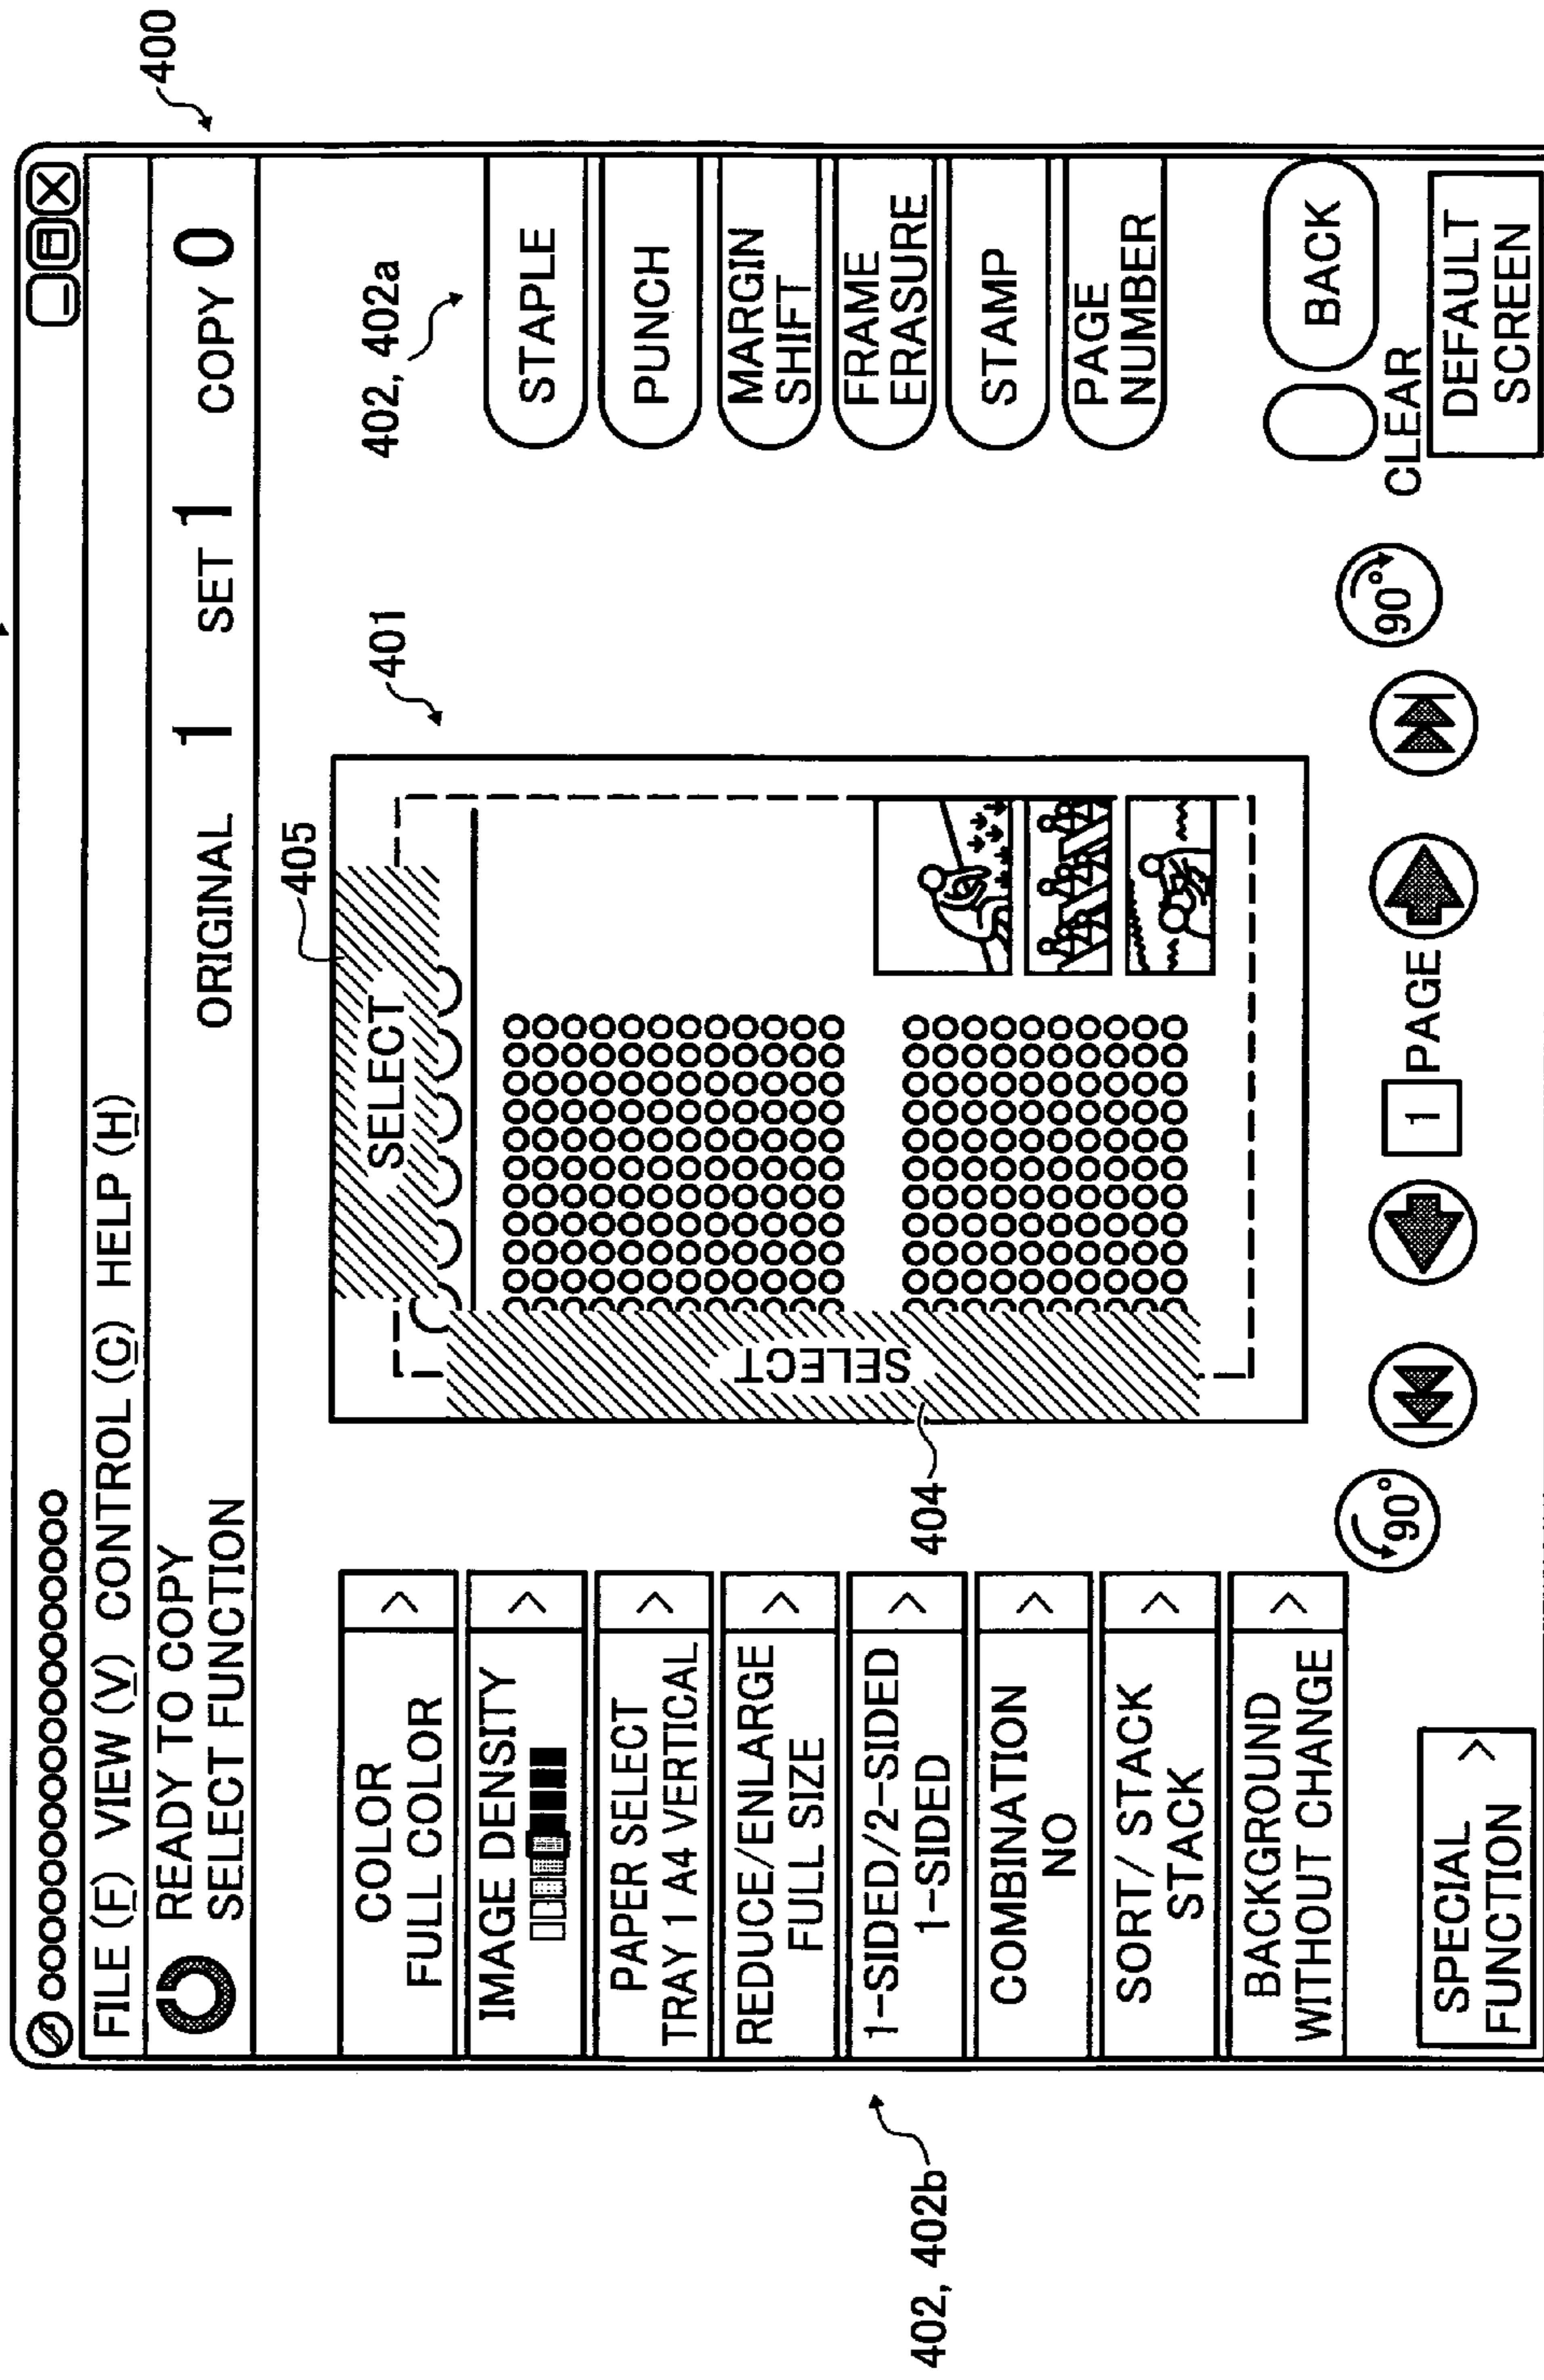 400
FILE (F) VIEW (V) CONTROL (C) HELP (H)
READY TO COPY
SELECT FUNCTION
ORIGINAL 1 SET 1 COPY 0
COLOR
FULL COLOR
>
IMAGE DENSITY
>
PAPER SELECT
TRAY 1 A4 VERTICAL
>
REDUCE/ENLARGE
FULL SIZE
>
1-SIDED/2-SIDED
1-SIDED
>
COMBINATION
NO
>
SORT/STACK
STACK
>
BACKGROUND
WITHOUT CHANGE
>
SPECIAL
FUNCTION >
402, 402b
405
401
SELECT
SELECT
404
402, 402a
STAPLE
PUNCH
MARGIN
SHIFT
FRAME
ERASURE
STAMP
PAGE
NUMBER
90°
1 PAGE
90°
BACK
CLEAR
DEFAULT
SCREEN